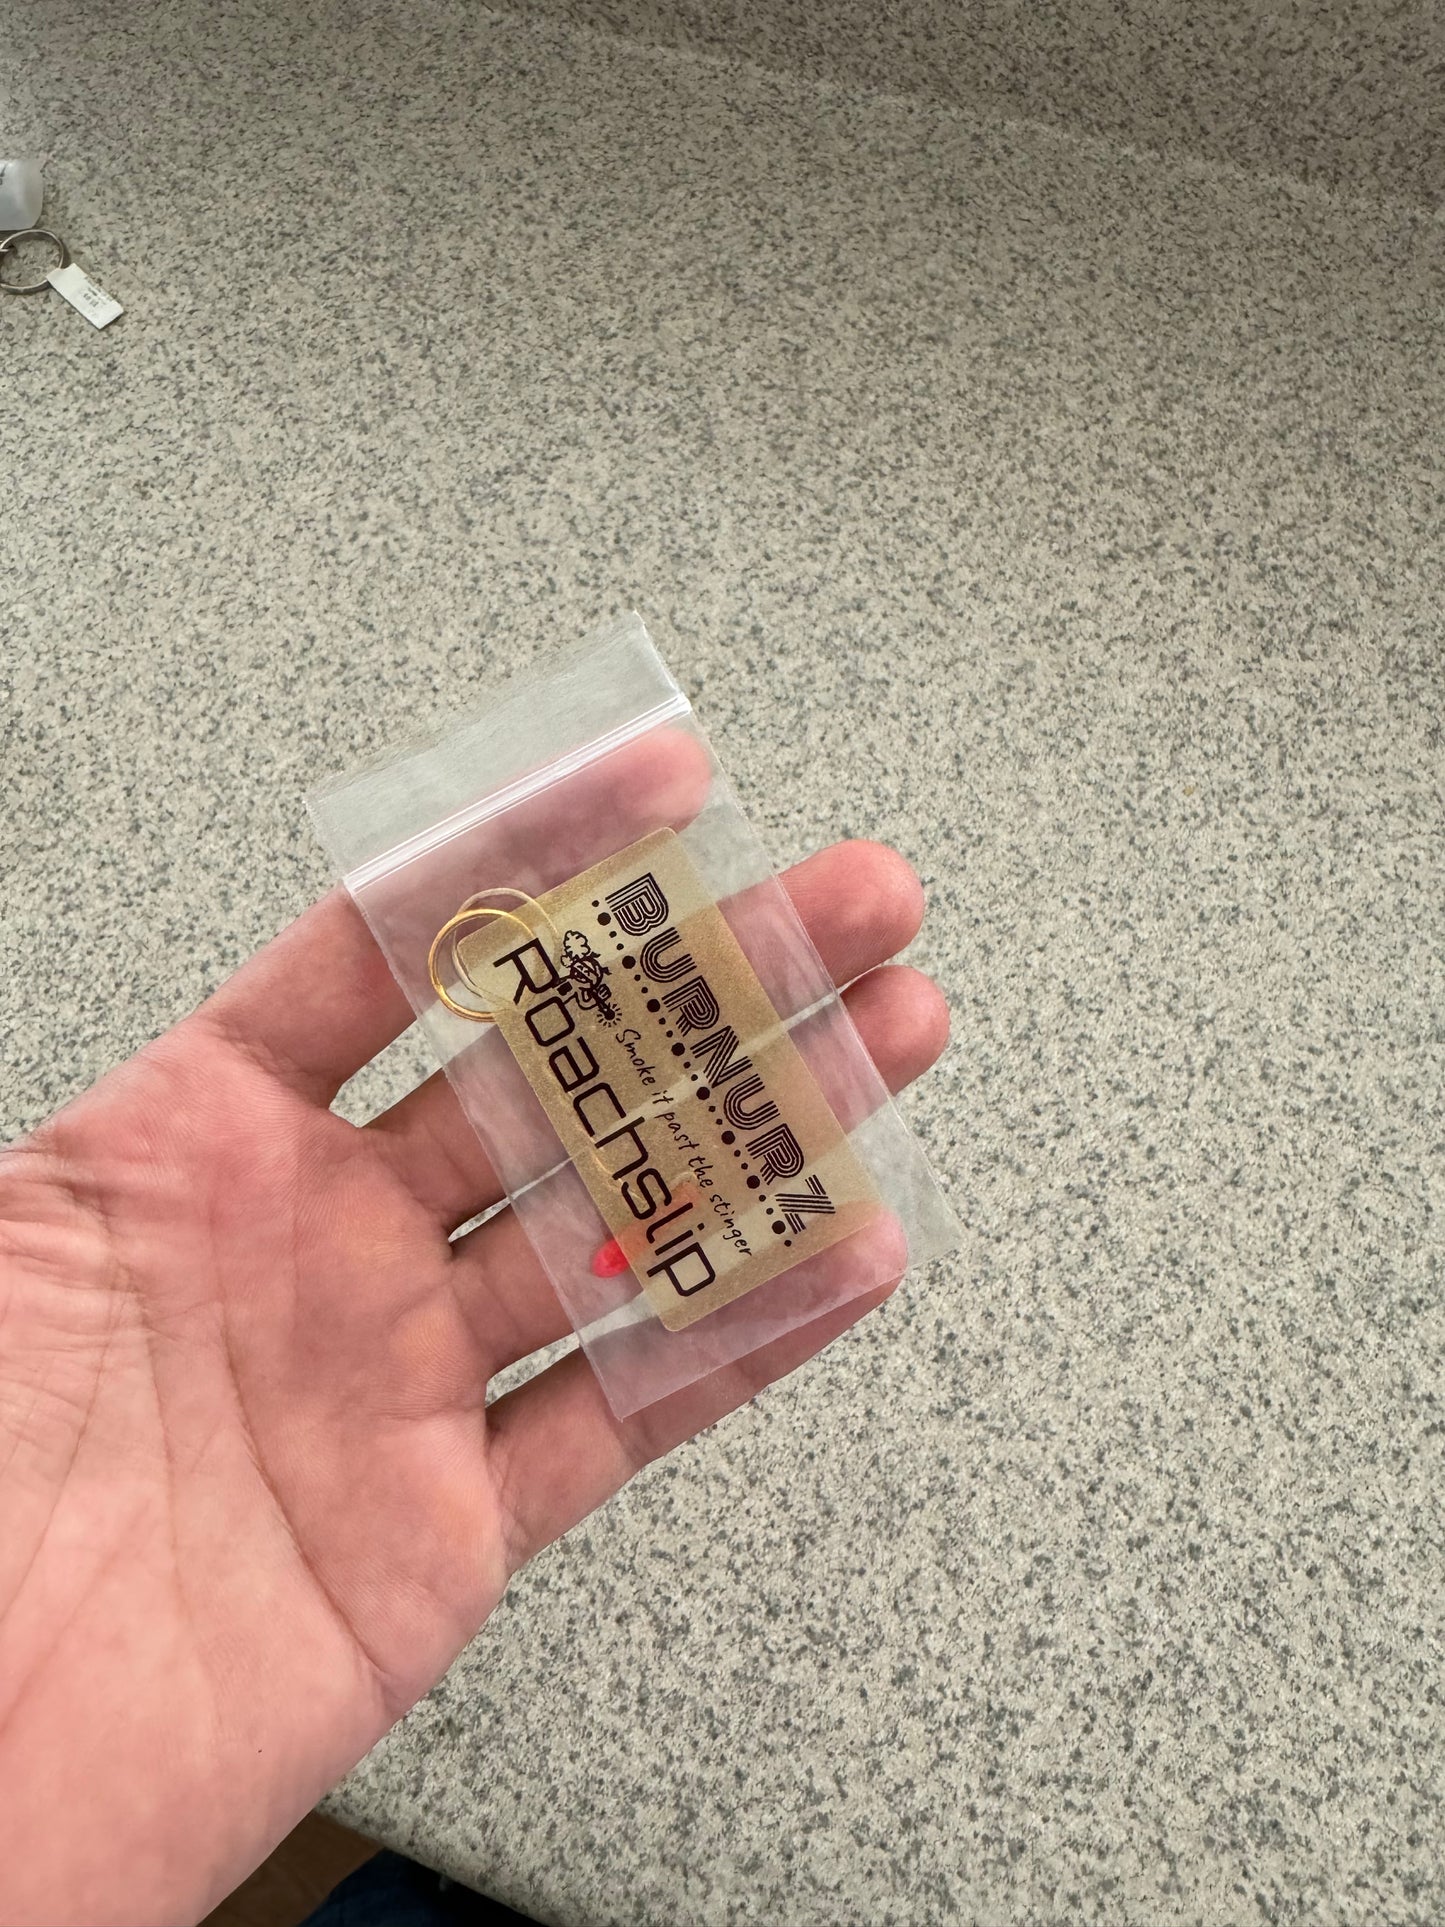 BURNURZ
Smoke it past the stinger
Roachslip